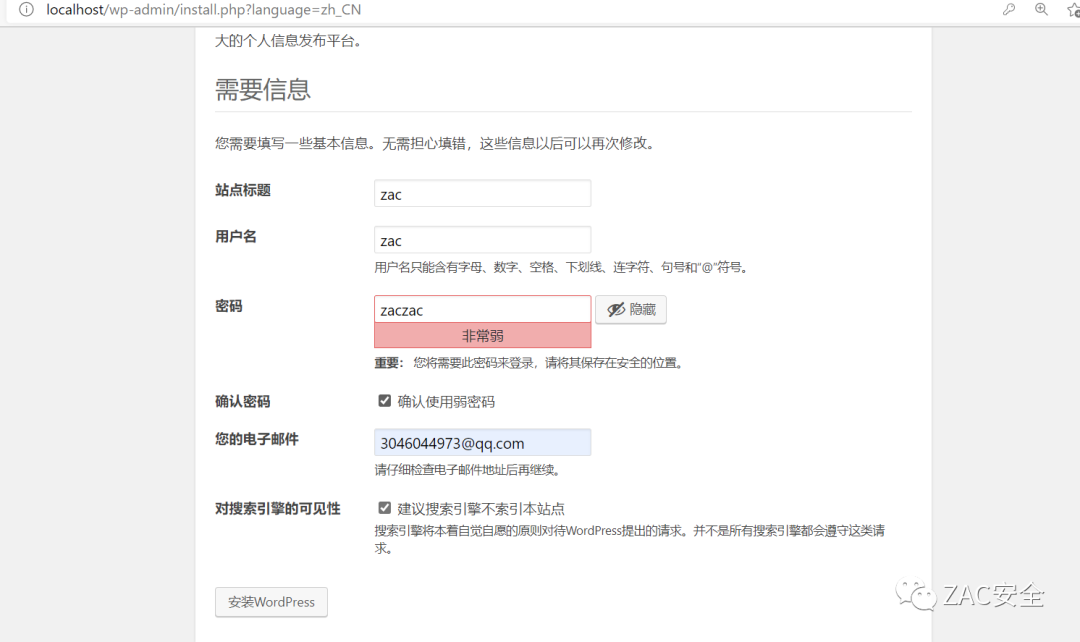 localhost/wp-admin/install.php?language=zh_CN
大的个人信息发布平台。
需要信息
您需要填写一些基本信息。无需担心填错，这些信息以后可以再次修改。
站点标题 zac
用户名 zac
用户名只能含有字母、数字、空格、下划线、连字符、句号和“@”符号。
密码 zaczac 隐藏
非常弱
重要： 您将需要此密码来登录，请将其保存在安全的位置。
确认密码 确认使用弱密码
您的电子邮件 3046044973@qq.com
请仔细检查电子邮件地址后再继续。
对搜索引擎的可见性 建议搜索引擎不索引本站点
搜索引擎将本着自觉自愿的原则对待WordPress提出的请求。并不是所有搜索引擎都会遵守这类请
求。
安装WordPress
ZAC安全